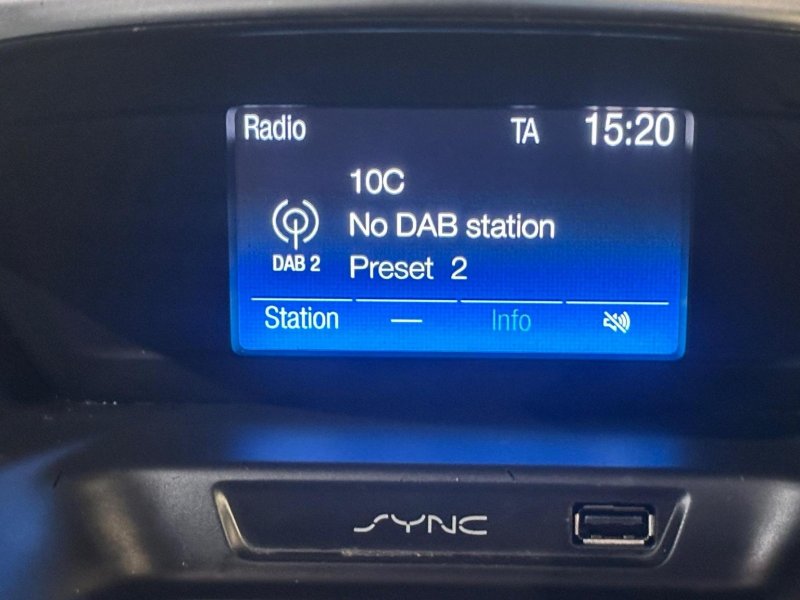 Radio TA 15:20
10C
No DAB station
DAB 2 Preset 2
Station — Info
SYNC